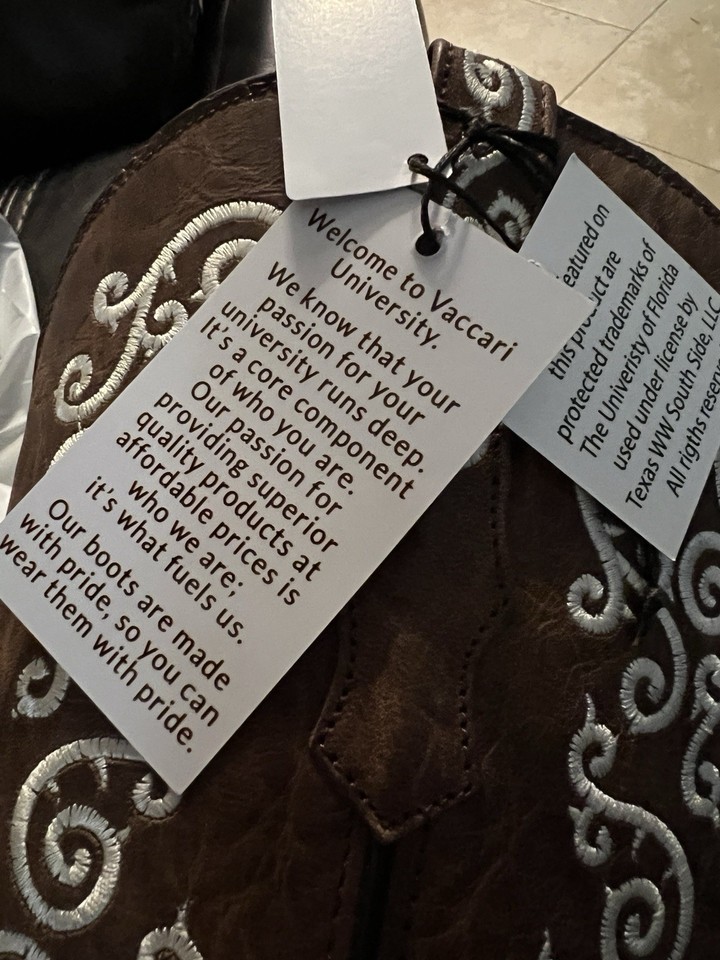 Welcome to Vaccari
University.
We know that your
passion for your
university runs deep.
It's a core component
of who you are.
Our passion for
providing superior
quality products at
affordable prices is
who we are;
it's what fuels us.
Our boots are made
with pride, so you can
wear them with pride.
eatured on
this product are
protected trademarks of
The Univeristy of Florida
used under license by
Texas WW South Side, LLC
All rigths reserve